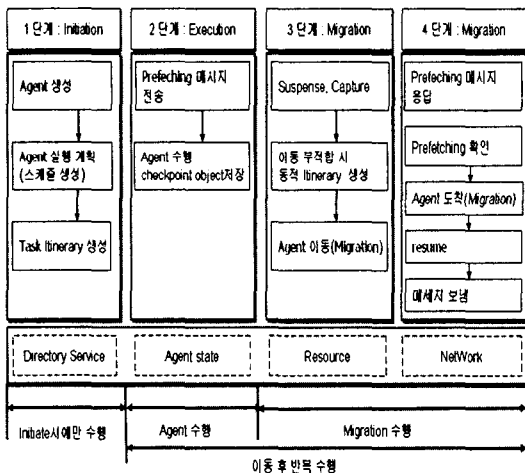 1 단계 : Initiation
2 단계 : Execution
3 단계 : Migration
4 단계 : Migration
Agent 생성
Agent 실행 계획
(스케줄 생성)
Task Itinerary 생성
Prefeching 메시지
전송
Agent 수행
checkpoint object저장
Suspense, Capture
이동 부적합 시
동적 Itinerary 생성
Agent 이동(Migration)
Prefeching 메시지
응답
Prefetching 확인
Agent 도착(Migration)
resume
메세지 보냄
Directory Service
Agent state
Resource
NetWork
Initiate시에만 수행
Agent 수행
Migration 수행
이동 후 반복 수행